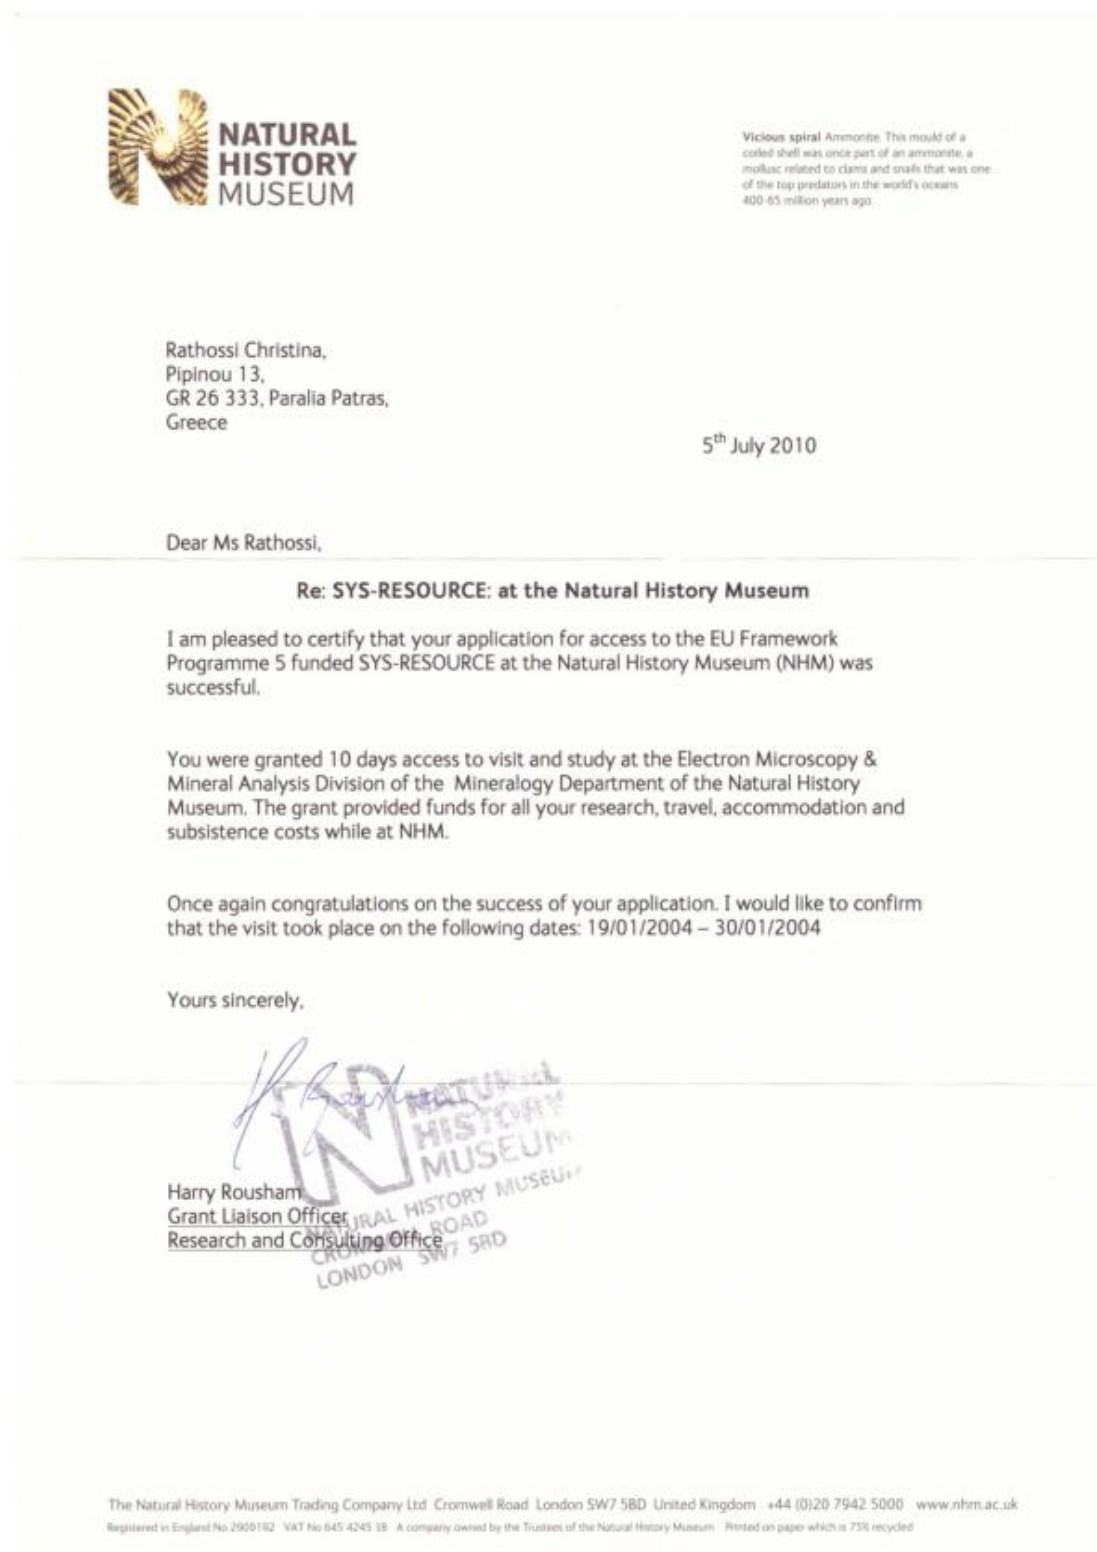 NATURAL
HISTORY
MUSEUM
Vicious spiral Ammonite. This mould of a
coiled shell was once part of an ammonite, a
mollusc related to clams and snails that was one
of the top predators in the world's oceans
400-65 million years ago.
Rathossi Christina,
Pipinou 13,
GR 26 333, Paralia Patras,
Greece
5th July 2010
Dear Ms Rathossi,
Re: SYS-RESOURCE: at the Natural History Museum
I am pleased to certify that your application for access to the EU Framework
Programme 5 funded SYS-RESOURCE at the Natural History Museum (NHM) was
successful.
You were granted 10 days access to visit and study at the Electron Microscopy &
Mineral Analysis Division of the Mineralogy Department of the Natural History
Museum. The grant provided funds for all your research, travel, accommodation and
subsistence costs while at NHM.
Once again congratulations on the success of your application. I would like to confirm
that the visit took place on the following dates: 19/01/2004 – 30/01/2004
Yours sincerely,
NATURAL
HISTORY
MUSEUM
Harry Rousham
Grant Liaison Officer
Research and Consulting Office
NATURAL HISTORY MUSEUM
CROMWELL ROAD
LONDON SW7 5BD
The Natural History Museum Trading Company Ltd Cromwell Road London SW7 5BD United Kingdom +44 (0)20 7942 5000 www.nhm.ac.uk
Registered in England No 2909192 VAT No 645 4245 38 A company owned by the Trustees of the Natural History Museum Printed on paper which is 75% recycled